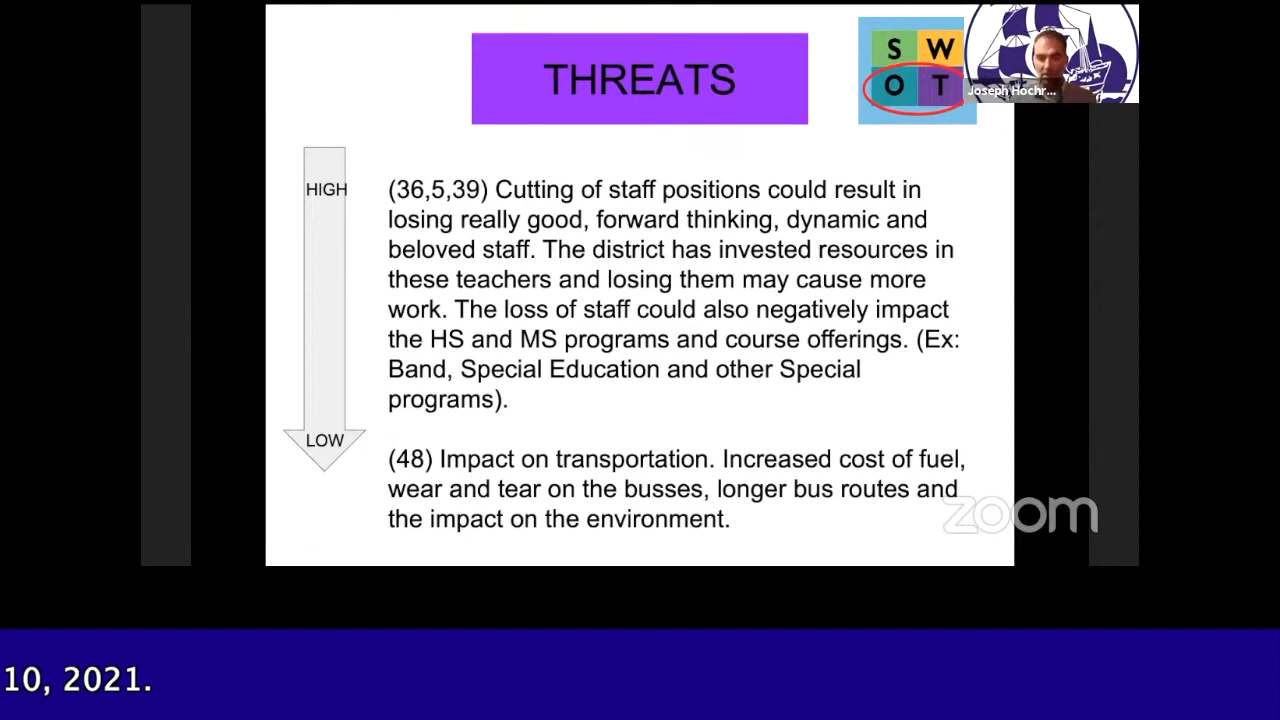 THREATS
S W
O T
Joseph Hochr...
HIGH
(36,5,39) Cutting of staff positions could result in
losing really good, forward thinking, dynamic and
beloved staff. The district has invested resources in
these teachers and losing them may cause more
work. The loss of staff could also negatively impact
the HS and MS programs and course offerings. (Ex:
Band, Special Education and other Special
programs).
LOW
(48) Impact on transportation. Increased cost of fuel,
wear and tear on the busses, longer bus routes and
the impact on the environment.
zoom
10, 2021.